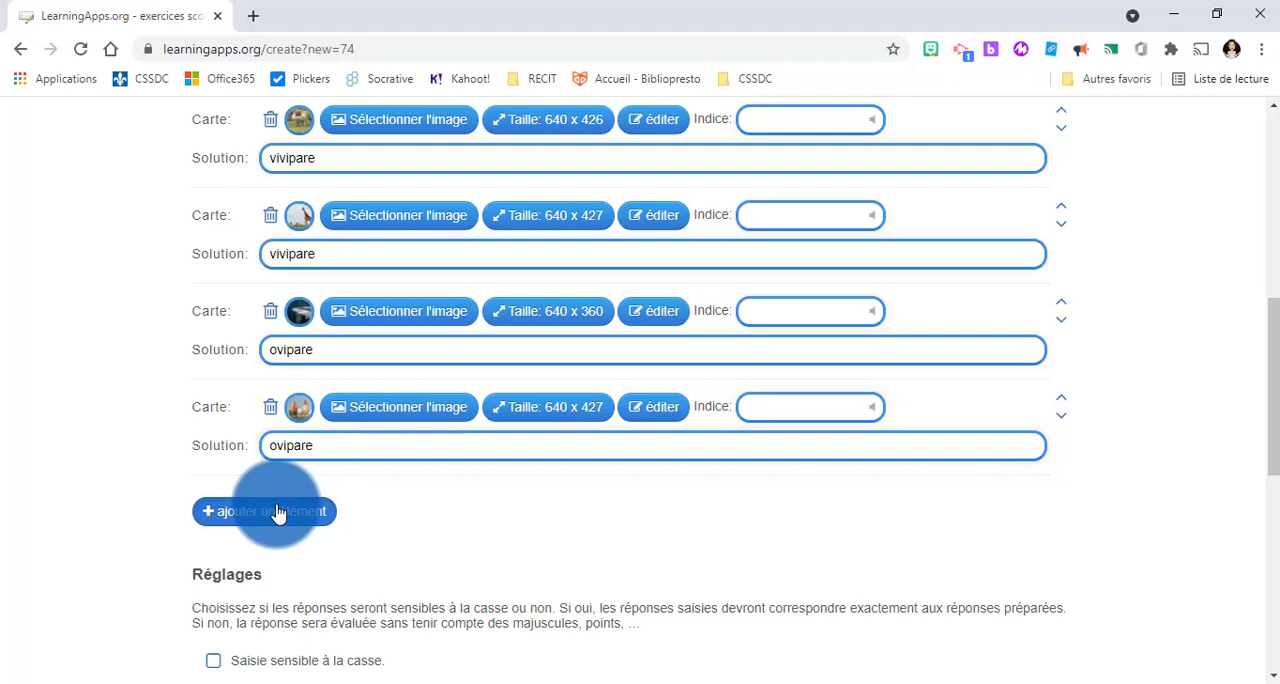 LearningApps.org - exercices sco
learningapps.org/create?new=74
1
Applications CSSDC Office365 Plickers Socrative Kahoot! RECIT Accueil - Bibliopresto CSSDC Autres favoris Liste de lecture
Carte: Sélectionner l'image Taille: 640 x 426 éditer Indice:
Solution: vivipare
Carte: Sélectionner l'image Taille: 640 x 427 éditer Indice:
Solution: vivipare
Carte: Sélectionner l'image Taille: 640 x 360 éditer Indice:
Solution: ovipare
Carte: Sélectionner l'image Taille: 640 x 427 éditer Indice:
Solution: ovipare
+ ajouter un élément
Réglages
Choisissez si les réponses seront sensibles à la casse ou non. Si oui, les réponses saisies devront correspondre exactement aux réponses préparées.
Si non, la réponse sera évaluée sans tenir compte des majuscules, points, …
Saisie sensible à la casse.